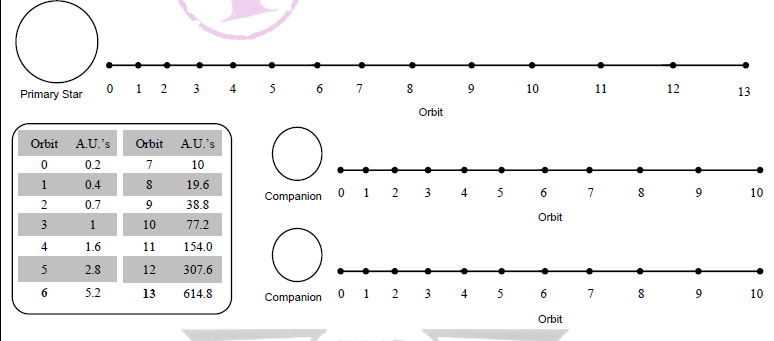 Primary Star
0 1 2 3 4 5 6 7 8 9 10 11 12 13
Orbit
Orbit A.U.'s Orbit A.U.'s
0 0.2 7 10
1 0.4 8 19.6
2 0.7 9 38.8
3 1 10 77.2
4 1.6 11 154.0
5 2.8 12 307.6
6 5.2 13 614.8
Companion 0 1 2 3 4 5 6 7 8 9 10
Orbit
Companion 0 1 2 3 4 5 6 7 8 9 10
Orbit